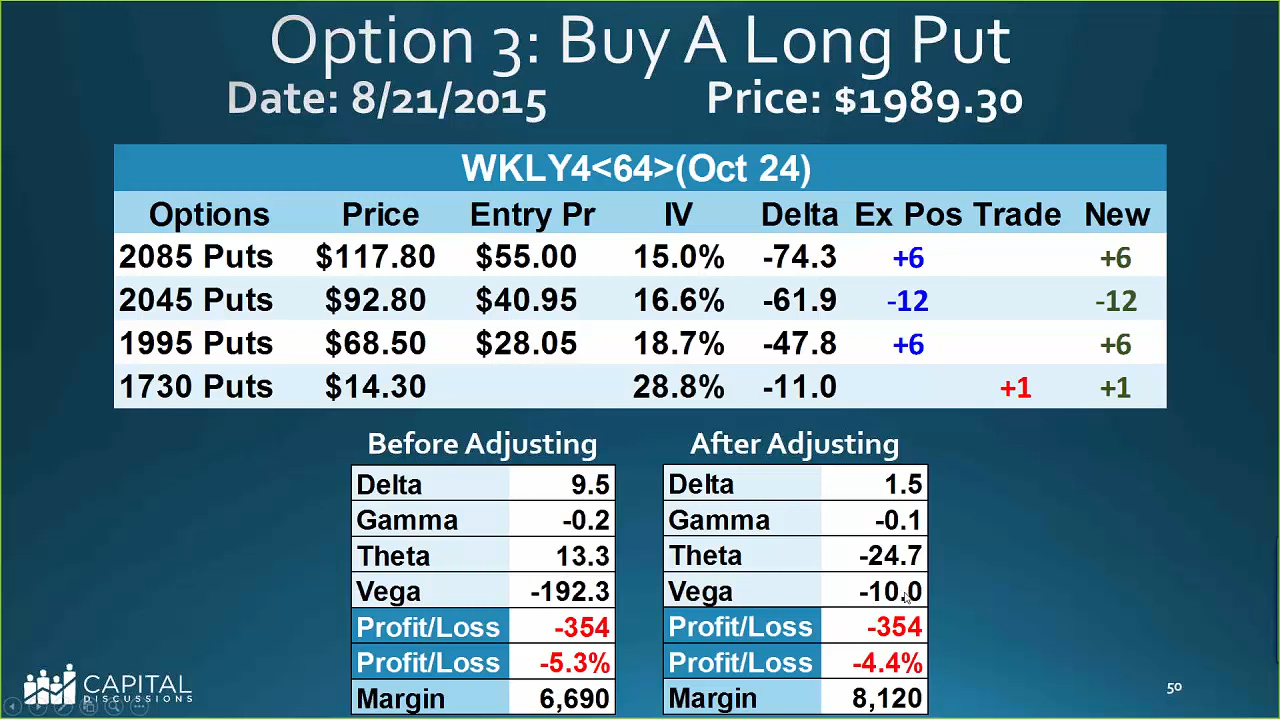 Option 3: Buy A Long Put
Date: 8/21/2015 Price: $1989.30
WKLY4<64>(Oct 24)
Options Price Entry Pr IV Delta Ex Pos Trade New
2085 Puts $117.80 $55.00 15.0% -74.3 +6 +6
2045 Puts $92.80 $40.95 16.6% -61.9 -12 -12
1995 Puts $68.50 $28.05 18.7% -47.8 +6 +6
1730 Puts $14.30 28.8% -11.0 +1 +1
Before Adjusting After Adjusting
Delta 9.5 Delta 1.5
Gamma -0.2 Gamma -0.1
Theta 13.3 Theta -24.7
Vega -192.3 Vega -10.0
Profit/Loss -354 Profit/Loss -354
Profit/Loss -5.3% Profit/Loss -4.4%
Margin 6,690 Margin 8,120
CAPITAL
DISCUSSIONS
50